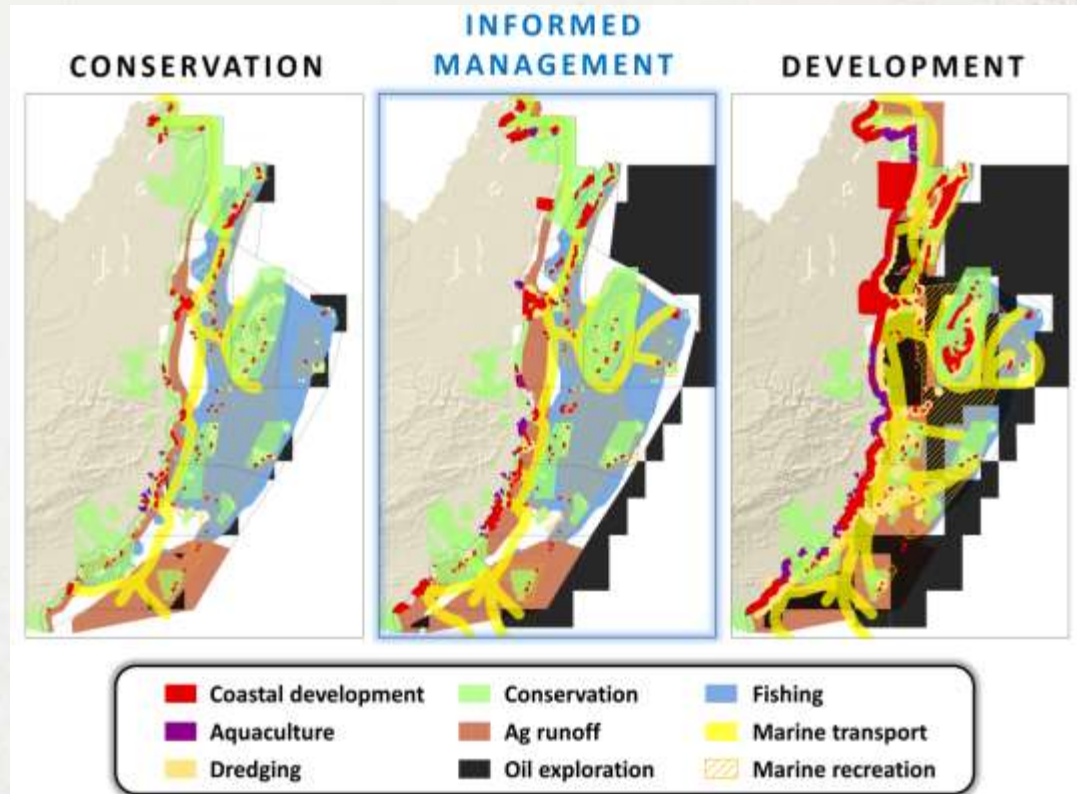 CONSERVATION
INFORMED
MANAGEMENT
DEVELOPMENT
Coastal development
Conservation
Fishing
Aquaculture
Ag runoff
Marine transport
Dredging
Oil exploration
Marine recreation